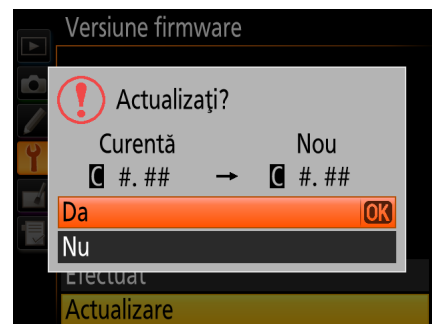 Versiune firmware
Actualizaţi?
Curentă Nou
C #. ## → C #. ##
Da OK
Nu
Efectuat
Actualizare